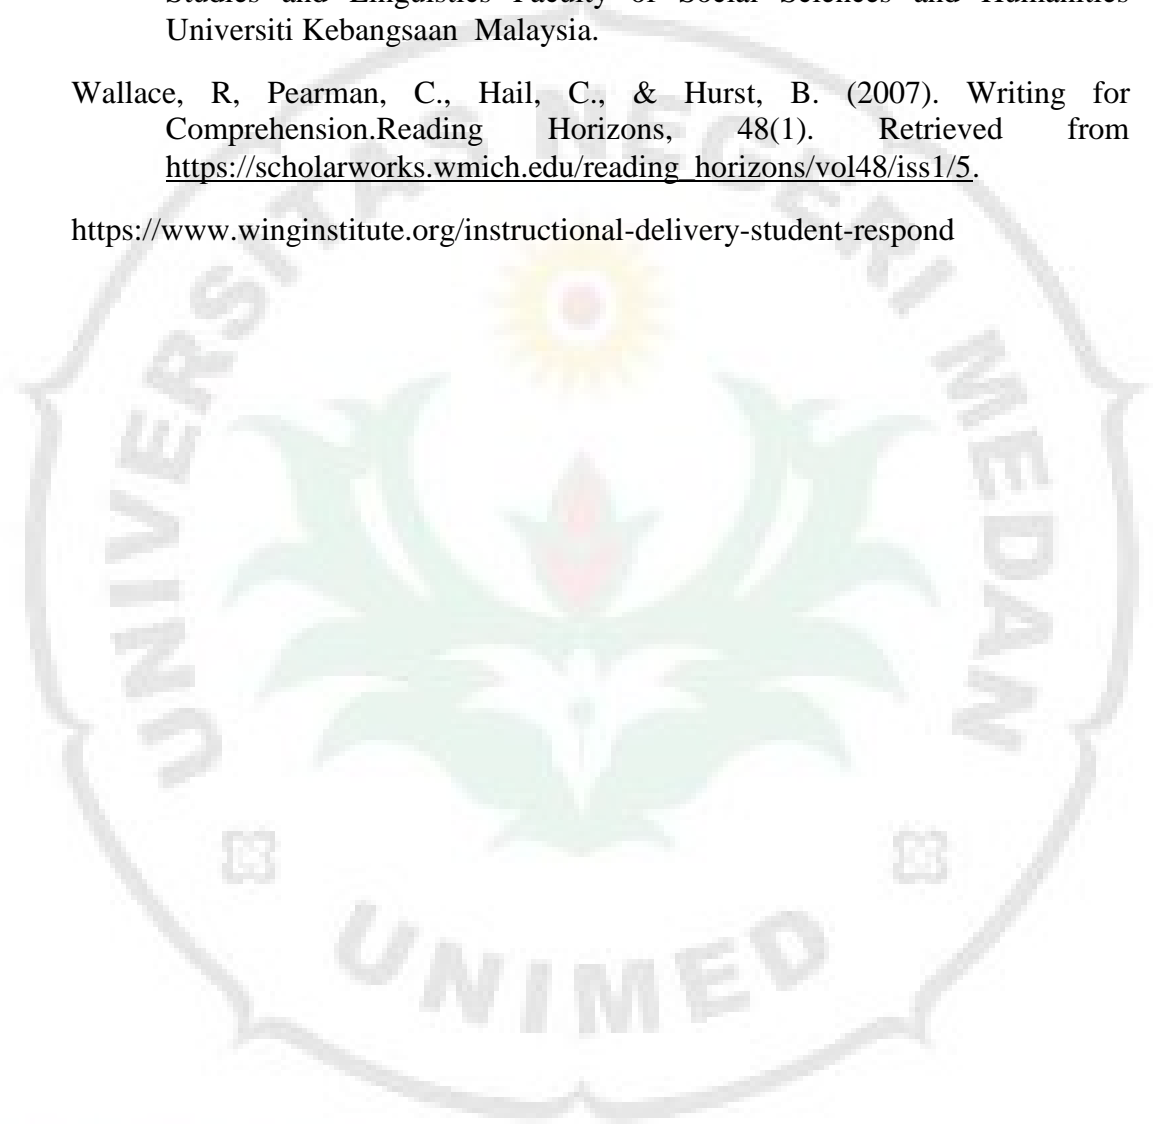 Studies and Linguistics Faculty of Social Sciences and Humanities
Universiti Kebangsaan Malaysia.
Wallace, R, Pearman, C., Hail, C., & Hurst, B. (2007). Writing for
Comprehension.Reading Horizons, 48(1). Retrieved from
https://scholarworks.wmich.edu/reading_horizons/vol48/iss1/5.
https://www.winginstitute.org/instructional-delivery-student-respond
UNIVERSITAS NEGERI MEDAN
UNIMED